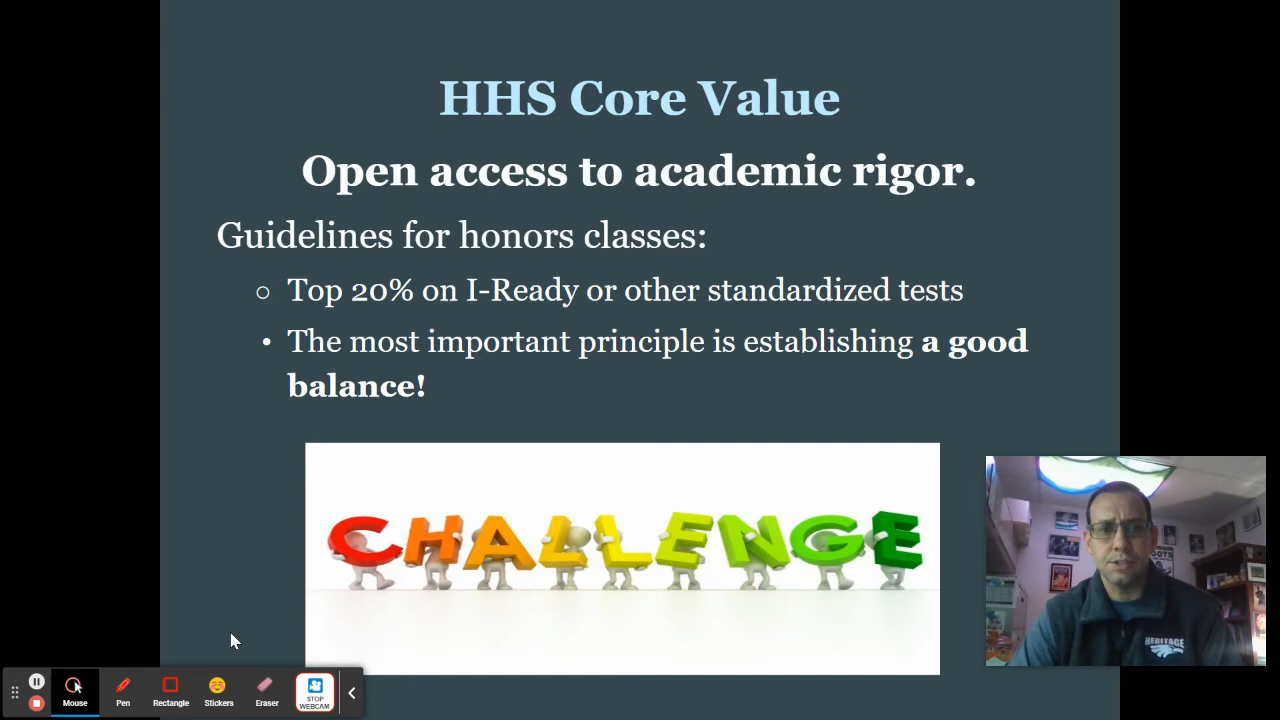 HHS Core Value
Open access to academic rigor.
Guidelines for honors classes:
Top 20% on I-Ready or other standardized tests
The most important principle is establishing a good
balance!
CHALLENGE
HERITAGE
Mouse
Pen
Rectangle
Stickers
Eraser
STOP
WEBCAM